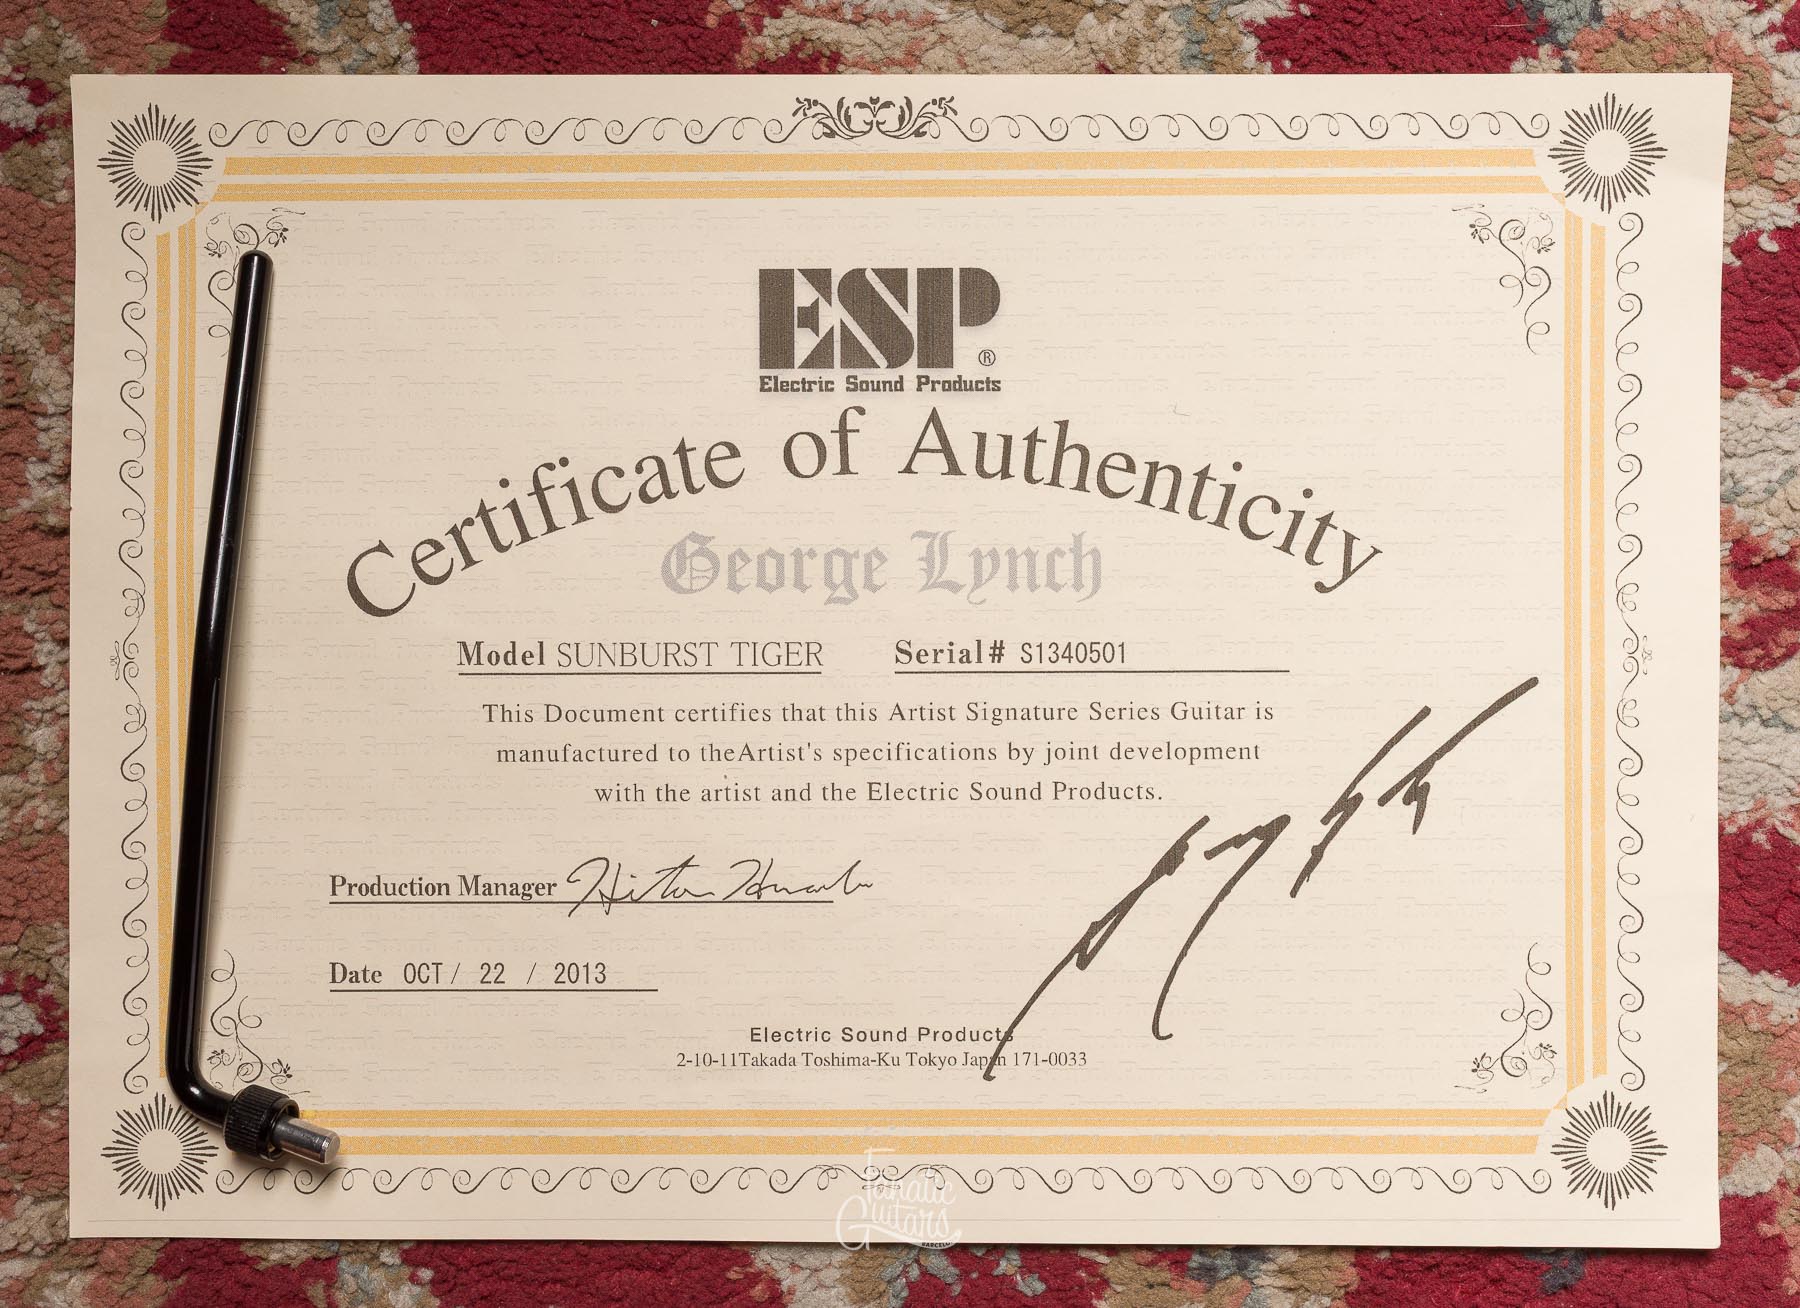 ESP®
Electric Sound Products
Certificate of Authenticity
George Lynch
Model SUNBURST TIGER Serial# S1340501
This Document certifies that this Artist Signature Series Guitar is
manufactured to theArtist's specifications by joint development
with the artist and the Electric Sound Products.
Production Manager
Date OCT / 22 / 2013
Electric Sound Products
2-10-11Takada Toshima-Ku Tokyo Japan 171-0033
Fanatic
Guitars